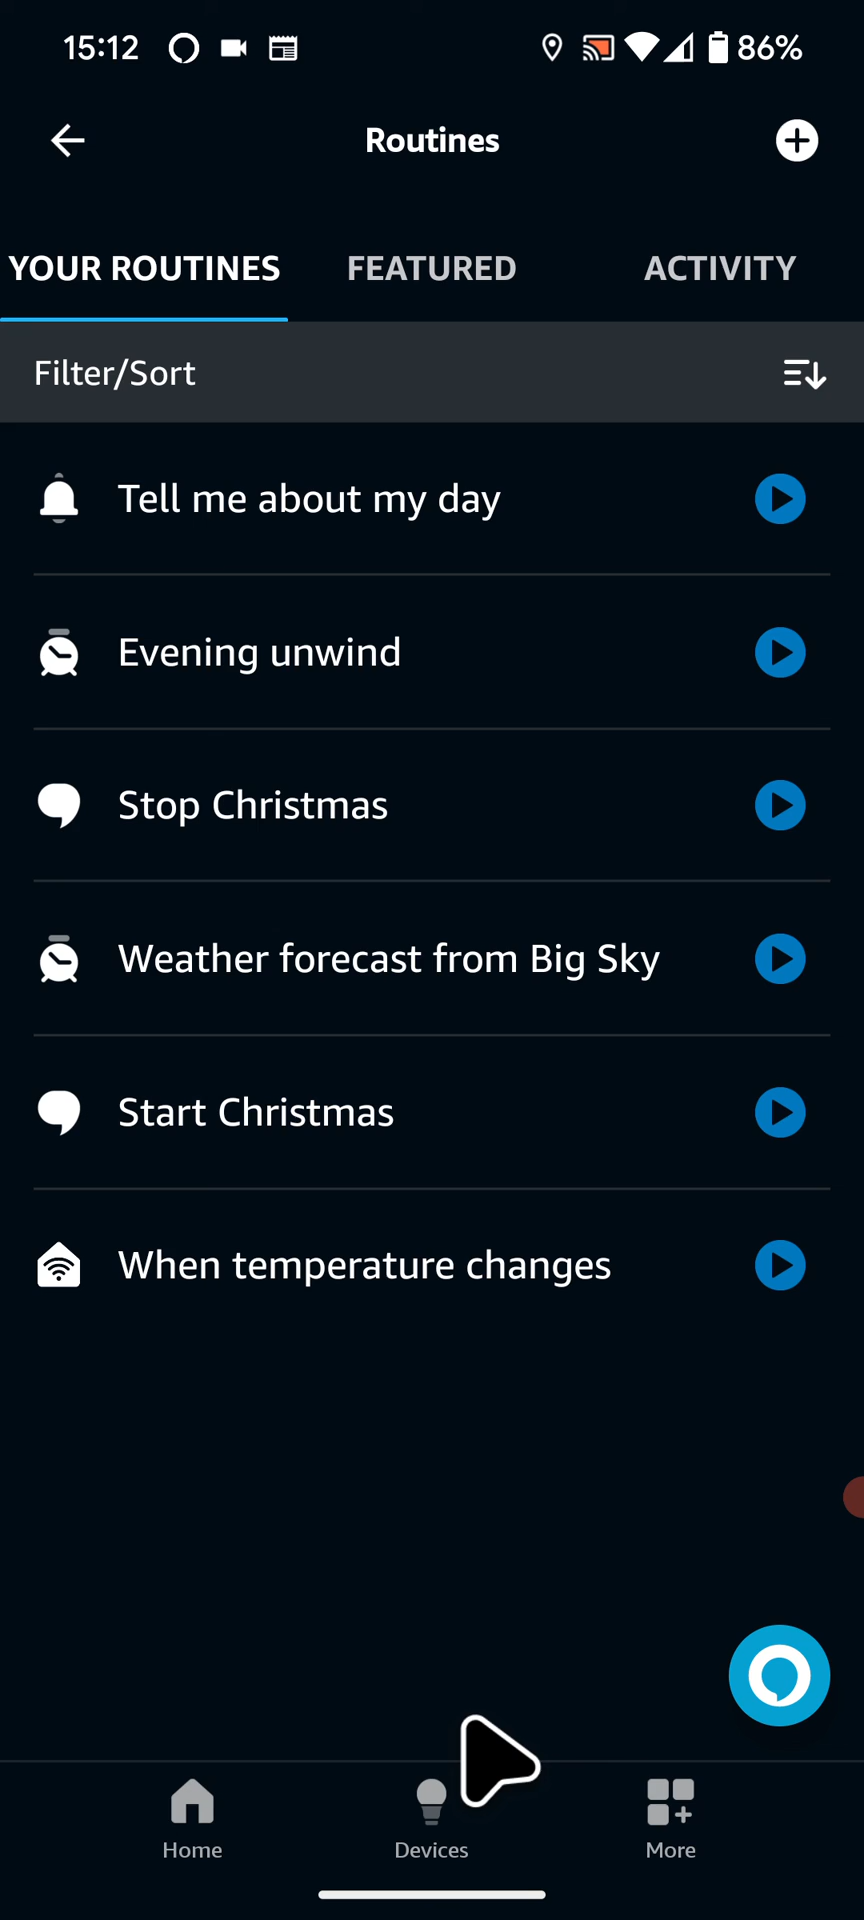 15:12
86%
Routines
YOUR ROUTINES
FEATURED
ACTIVITY
Filter/Sort
Tell me about my day
Evening unwind
Stop Christmas
Weather forecast from Big Sky
Start Christmas
When temperature changes
Home
Devices
More